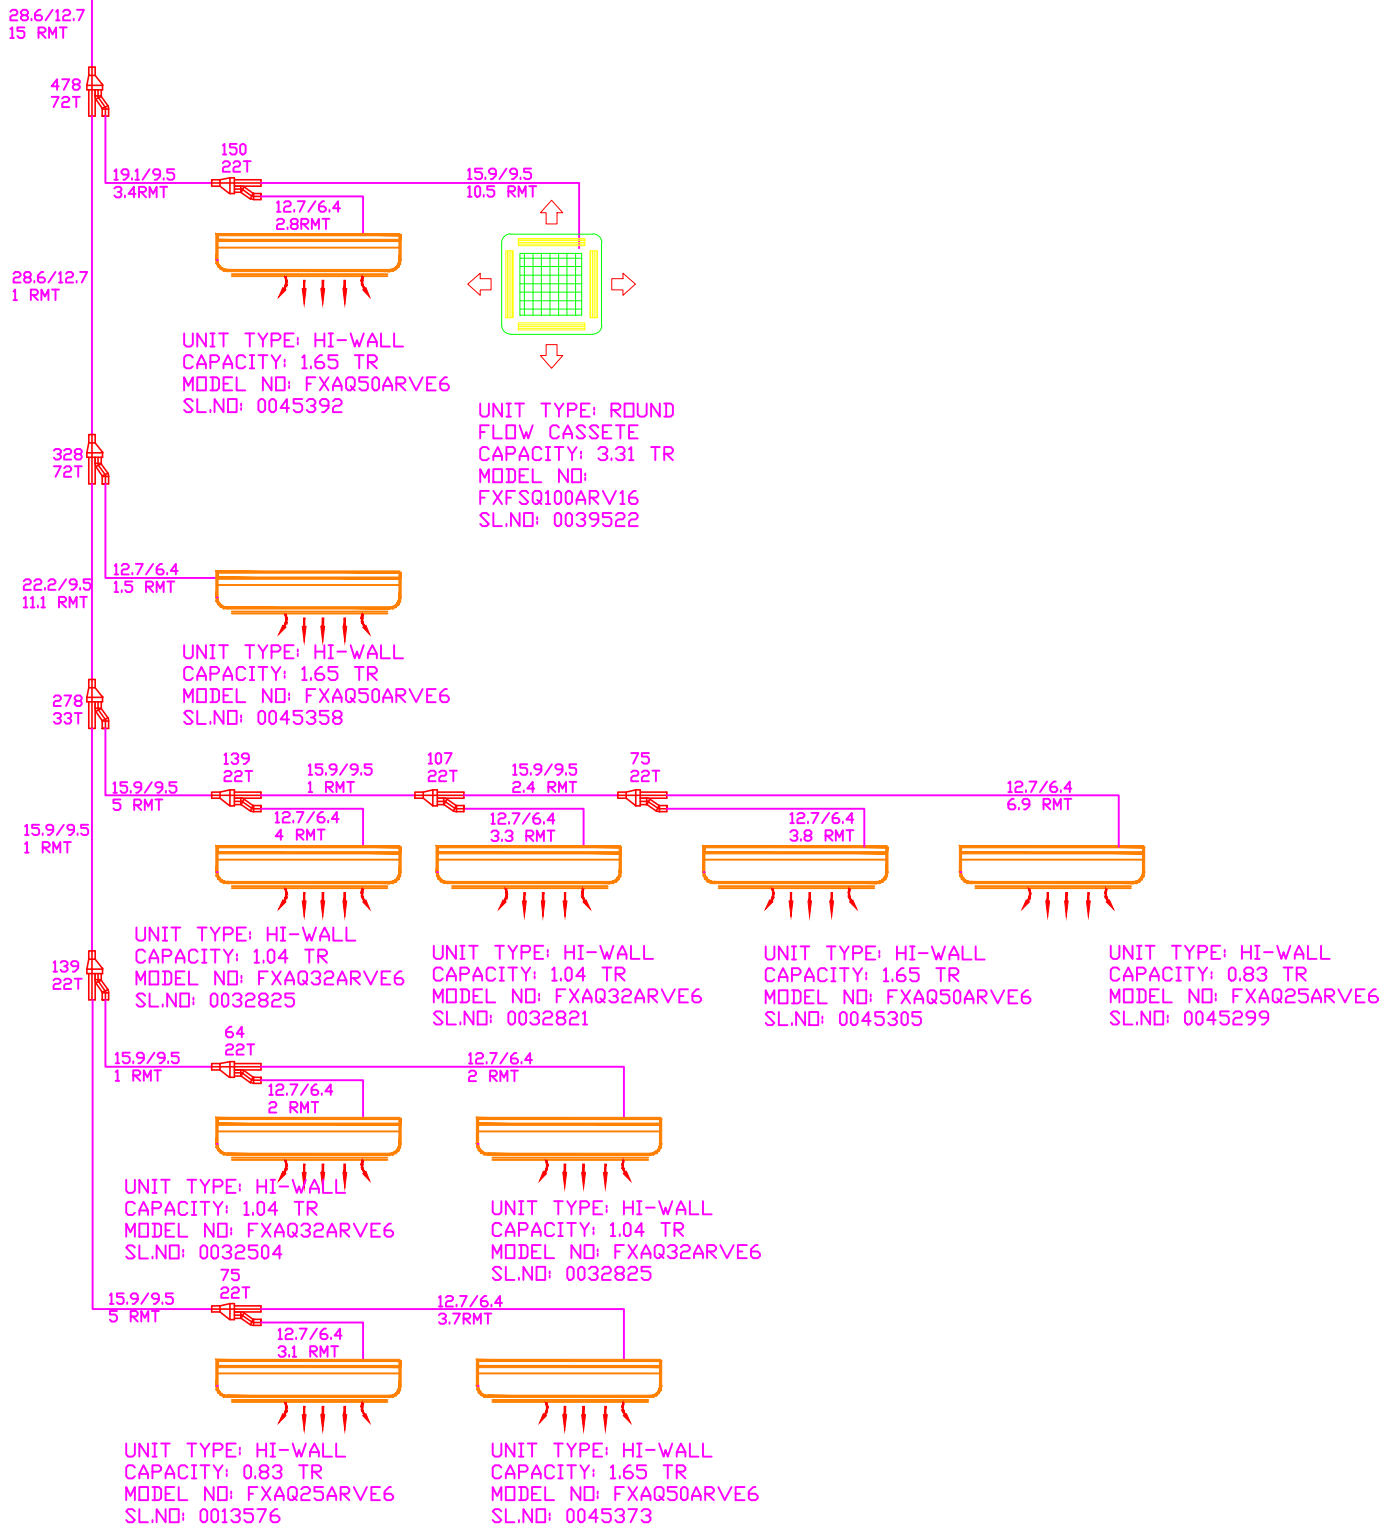 28.6/12.7
15 RMT
478
72T
150
22T
19.1/9.5
3.4RMT
15.9/9.5
10.5 RMT
12.7/6.4
2.8RMT
28.6/12.7
1 RMT
UNIT TYPE: HI-WALL
CAPACITY: 1.65 TR
MODEL NO: FXAQ50ARVE6
SL.NO: 0045392
UNIT TYPE: ROUND
FLOW CASSETE
CAPACITY: 3.31 TR
MODEL NO:
FXFSQ100ARV16
SL.NO: 0039522
328
72T
12.7/6.4
1.5 RMT
22.2/9.5
11.1 RMT
UNIT TYPE: HI-WALL
CAPACITY: 1.65 TR
MODEL NO: FXAQ50ARVE6
SL.NO: 0045358
278
33T
139
22T
107
22T
75
22T
15.9/9.5
5 RMT
15.9/9.5
1 RMT
15.9/9.5
2.4 RMT
12.7/6.4
6.9 RMT
12.7/6.4
4 RMT
12.7/6.4
3.3 RMT
12.7/6.4
3.8 RMT
15.9/9.5
1 RMT
UNIT TYPE: HI-WALL
CAPACITY: 1.04 TR
MODEL NO: FXAQ32ARVE6
SL.NO: 0032825
UNIT TYPE: HI-WALL
CAPACITY: 1.04 TR
MODEL NO: FXAQ32ARVE6
SL.NO: 0032821
UNIT TYPE: HI-WALL
CAPACITY: 1.65 TR
MODEL NO: FXAQ50ARVE6
SL.NO: 0045305
UNIT TYPE: HI-WALL
CAPACITY: 0.83 TR
MODEL NO: FXAQ25ARVE6
SL.NO: 0045299
139
22T
64
22T
15.9/9.5
1 RMT
12.7/6.4
2 RMT
12.7/6.4
2 RMT
UNIT TYPE: HI-WALL
CAPACITY: 1.04 TR
MODEL NO: FXAQ32ARVE6
SL.NO: 0032504
UNIT TYPE: HI-WALL
CAPACITY: 1.04 TR
MODEL NO: FXAQ32ARVE6
SL.NO: 0032825
75
22T
15.9/9.5
5 RMT
12.7/6.4
3.7RMT
12.7/6.4
3.1 RMT
UNIT TYPE: HI-WALL
CAPACITY: 0.83 TR
MODEL NO: FXAQ25ARVE6
SL.NO: 0013576
UNIT TYPE: HI-WALL
CAPACITY: 1.65 TR
MODEL NO: FXAQ50ARVE6
SL.NO: 0045373